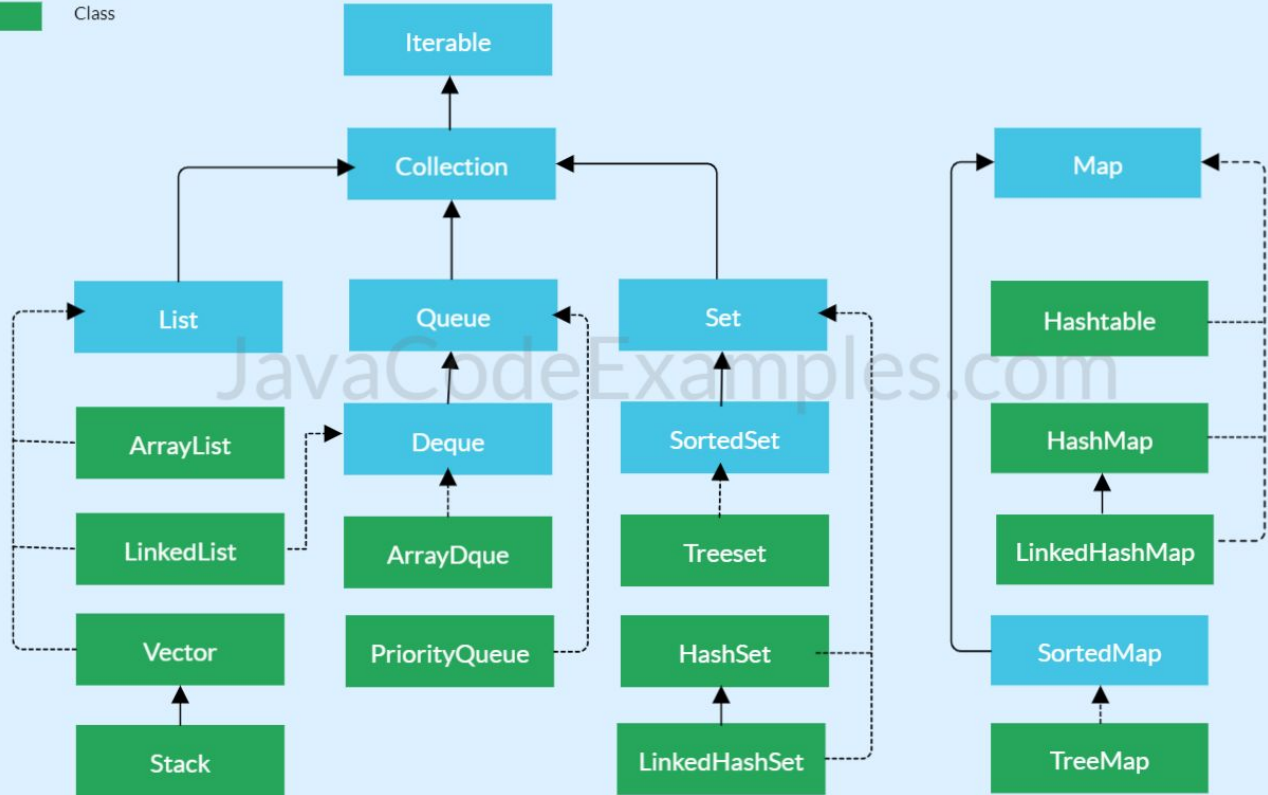 Class
Iterable
Collection
Map
List
Queue
Set
Hashtable
JavaCodeExamples.com
ArrayList
Deque
SortedSet
HashMap
LinkedList
ArrayDque
Treeset
LinkedHashMap
Vector
PriorityQueue
HashSet
SortedMap
Stack
LinkedHashSet
TreeMap